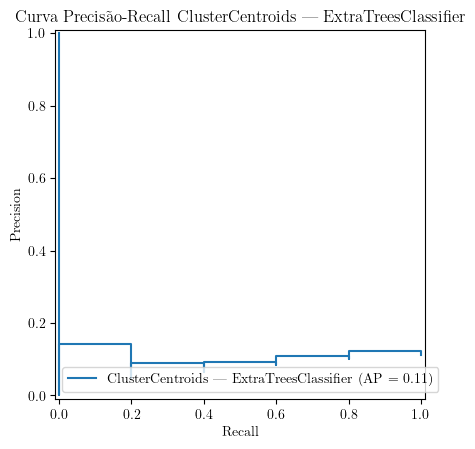 Curva Precisão-Recall ClusterCentroids — ExtraTreesClassifier
1.0
0.8
0.6
0.4
0.2
0.0
Precision
ClusterCentroids — ExtraTreesClassifier (AP = 0.11)
0.0 0.2 0.4 0.6 0.8 1.0
Recall